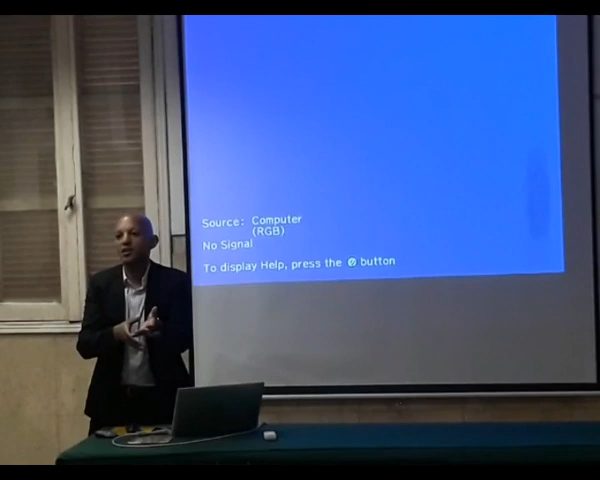 Source: Computer
(RGB)
No Signal
To display Help, press the Ø button